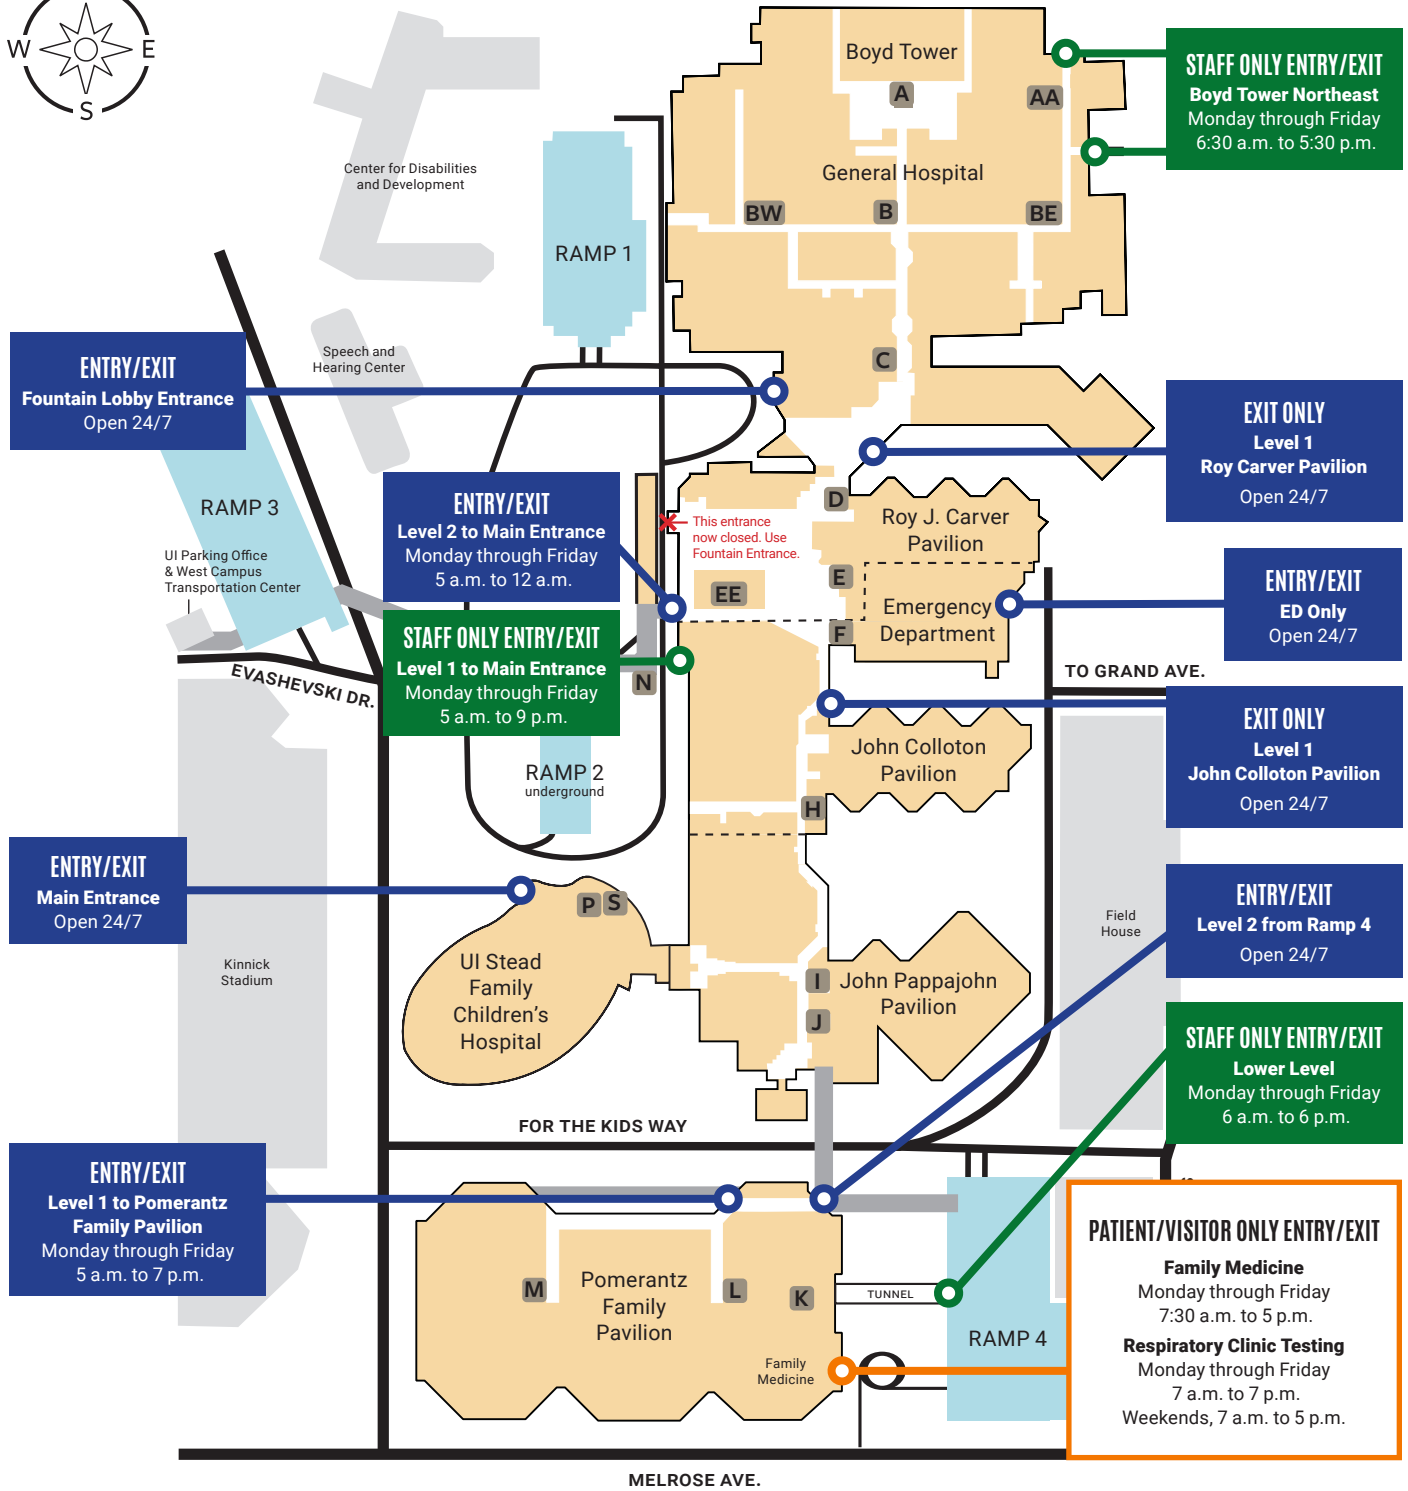 W
E
S
Boyd Tower
A
AA
General Hospital
BW
B
BE
C
STAFF ONLY ENTRY/EXIT
Boyd Tower Northeast
Monday through Friday
6:30 a.m. to 5:30 p.m.
Center for Disabilities
and Development
RAMP 1
Speech and
Hearing Center
ENTRY/EXIT
Fountain Lobby Entrance
Open 24/7
EXIT ONLY
Level 1
Roy Carver Pavilion
Open 24/7
RAMP 3
UI Parking Office
& West Campus
Transportation Center
ENTRY/EXIT
Level 2 to Main Entrance
Monday through Friday
5 a.m. to 12 a.m.
This entrance
now closed. Use
Fountain Entrance.
D
Roy J. Carver
Pavilion
E
EE
F
Emergency
Department
ENTRY/EXIT
ED Only
Open 24/7
STAFF ONLY ENTRY/EXIT
Level 1 to Main Entrance
Monday through Friday
5 a.m. to 9 p.m.
N
EVASHEVSKI DR.
TO GRAND AVE.
EXIT ONLY
Level 1
John Colloton Pavilion
Open 24/7
John Colloton
Pavilion
RAMP 2
underground
H
ENTRY/EXIT
Main Entrance
Open 24/7
P
S
Kinnick
Stadium
UI Stead
Family
Children's
Hospital
I
J
John Pappajohn
Pavilion
Field
House
ENTRY/EXIT
Level 2 from Ramp 4
Open 24/7
STAFF ONLY ENTRY/EXIT
Lower Level
Monday through Friday
6 a.m. to 6 p.m.
FOR THE KIDS WAY
ENTRY/EXIT
Level 1 to Pomerantz
Family Pavilion
Monday through Friday
5 a.m. to 7 p.m.
M
Pomerantz
Family
Pavilion
L
K
TUNNEL
RAMP 4
Family
Medicine
PATIENT/VISITOR ONLY ENTRY/EXIT
Family Medicine
Monday through Friday
7:30 a.m. to 5 p.m.
Respiratory Clinic Testing
Monday through Friday
7 a.m. to 7 p.m.
Weekends, 7 a.m. to 5 p.m.
MELROSE AVE.